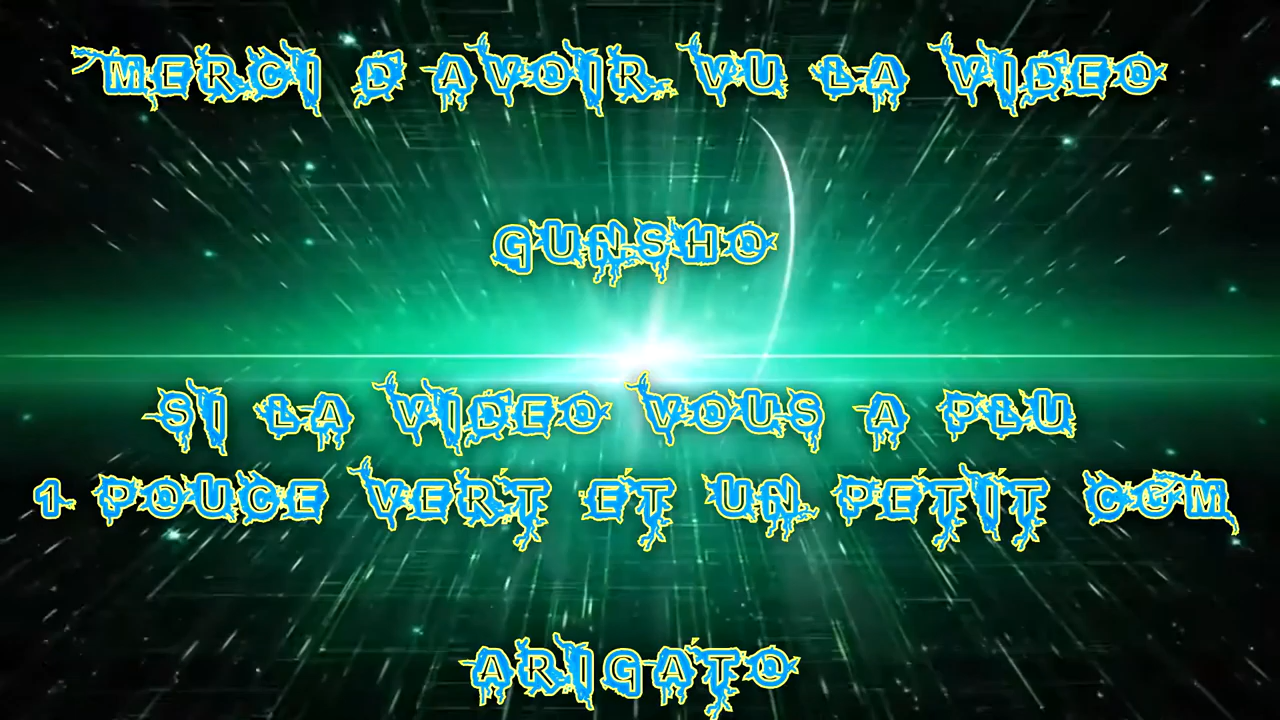 MERCI D AVOIR VU LA VIDEO
GUNSHO
SI LA VIDEO VOUS A PLU
1 POUCE VERT ET UN PETIT COM
ARIGATO